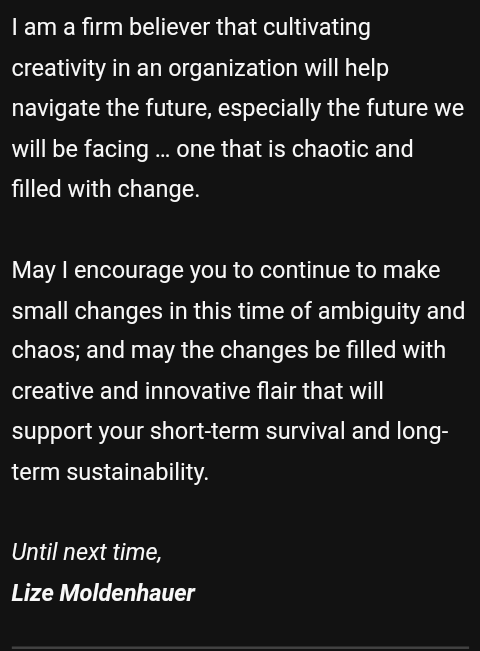 I am a firm believer that cultivating
creativity in an organization will help
navigate the future, especially the future we
will be facing … one that is chaotic and
filled with change.
May I encourage you to continue to make
small changes in this time of ambiguity and
chaos; and may the changes be filled with
creative and innovative flair that will
support your short-term survival and long-
term sustainability.
Until next time,
Lize Moldenhauer